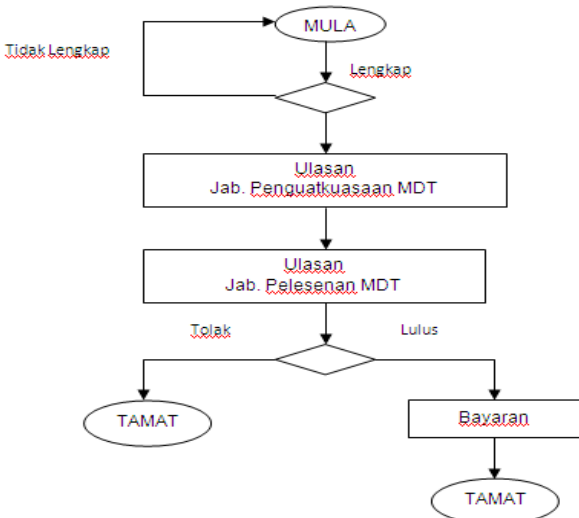 MULA
Tidak Lengkap
Lengkap
Ulasan
Jab. Penguatkuasaan MDT
Ulasan
Jab. Pelesenan MDT
Tolak
Lulus
TAMAT
Bayaran
TAMAT